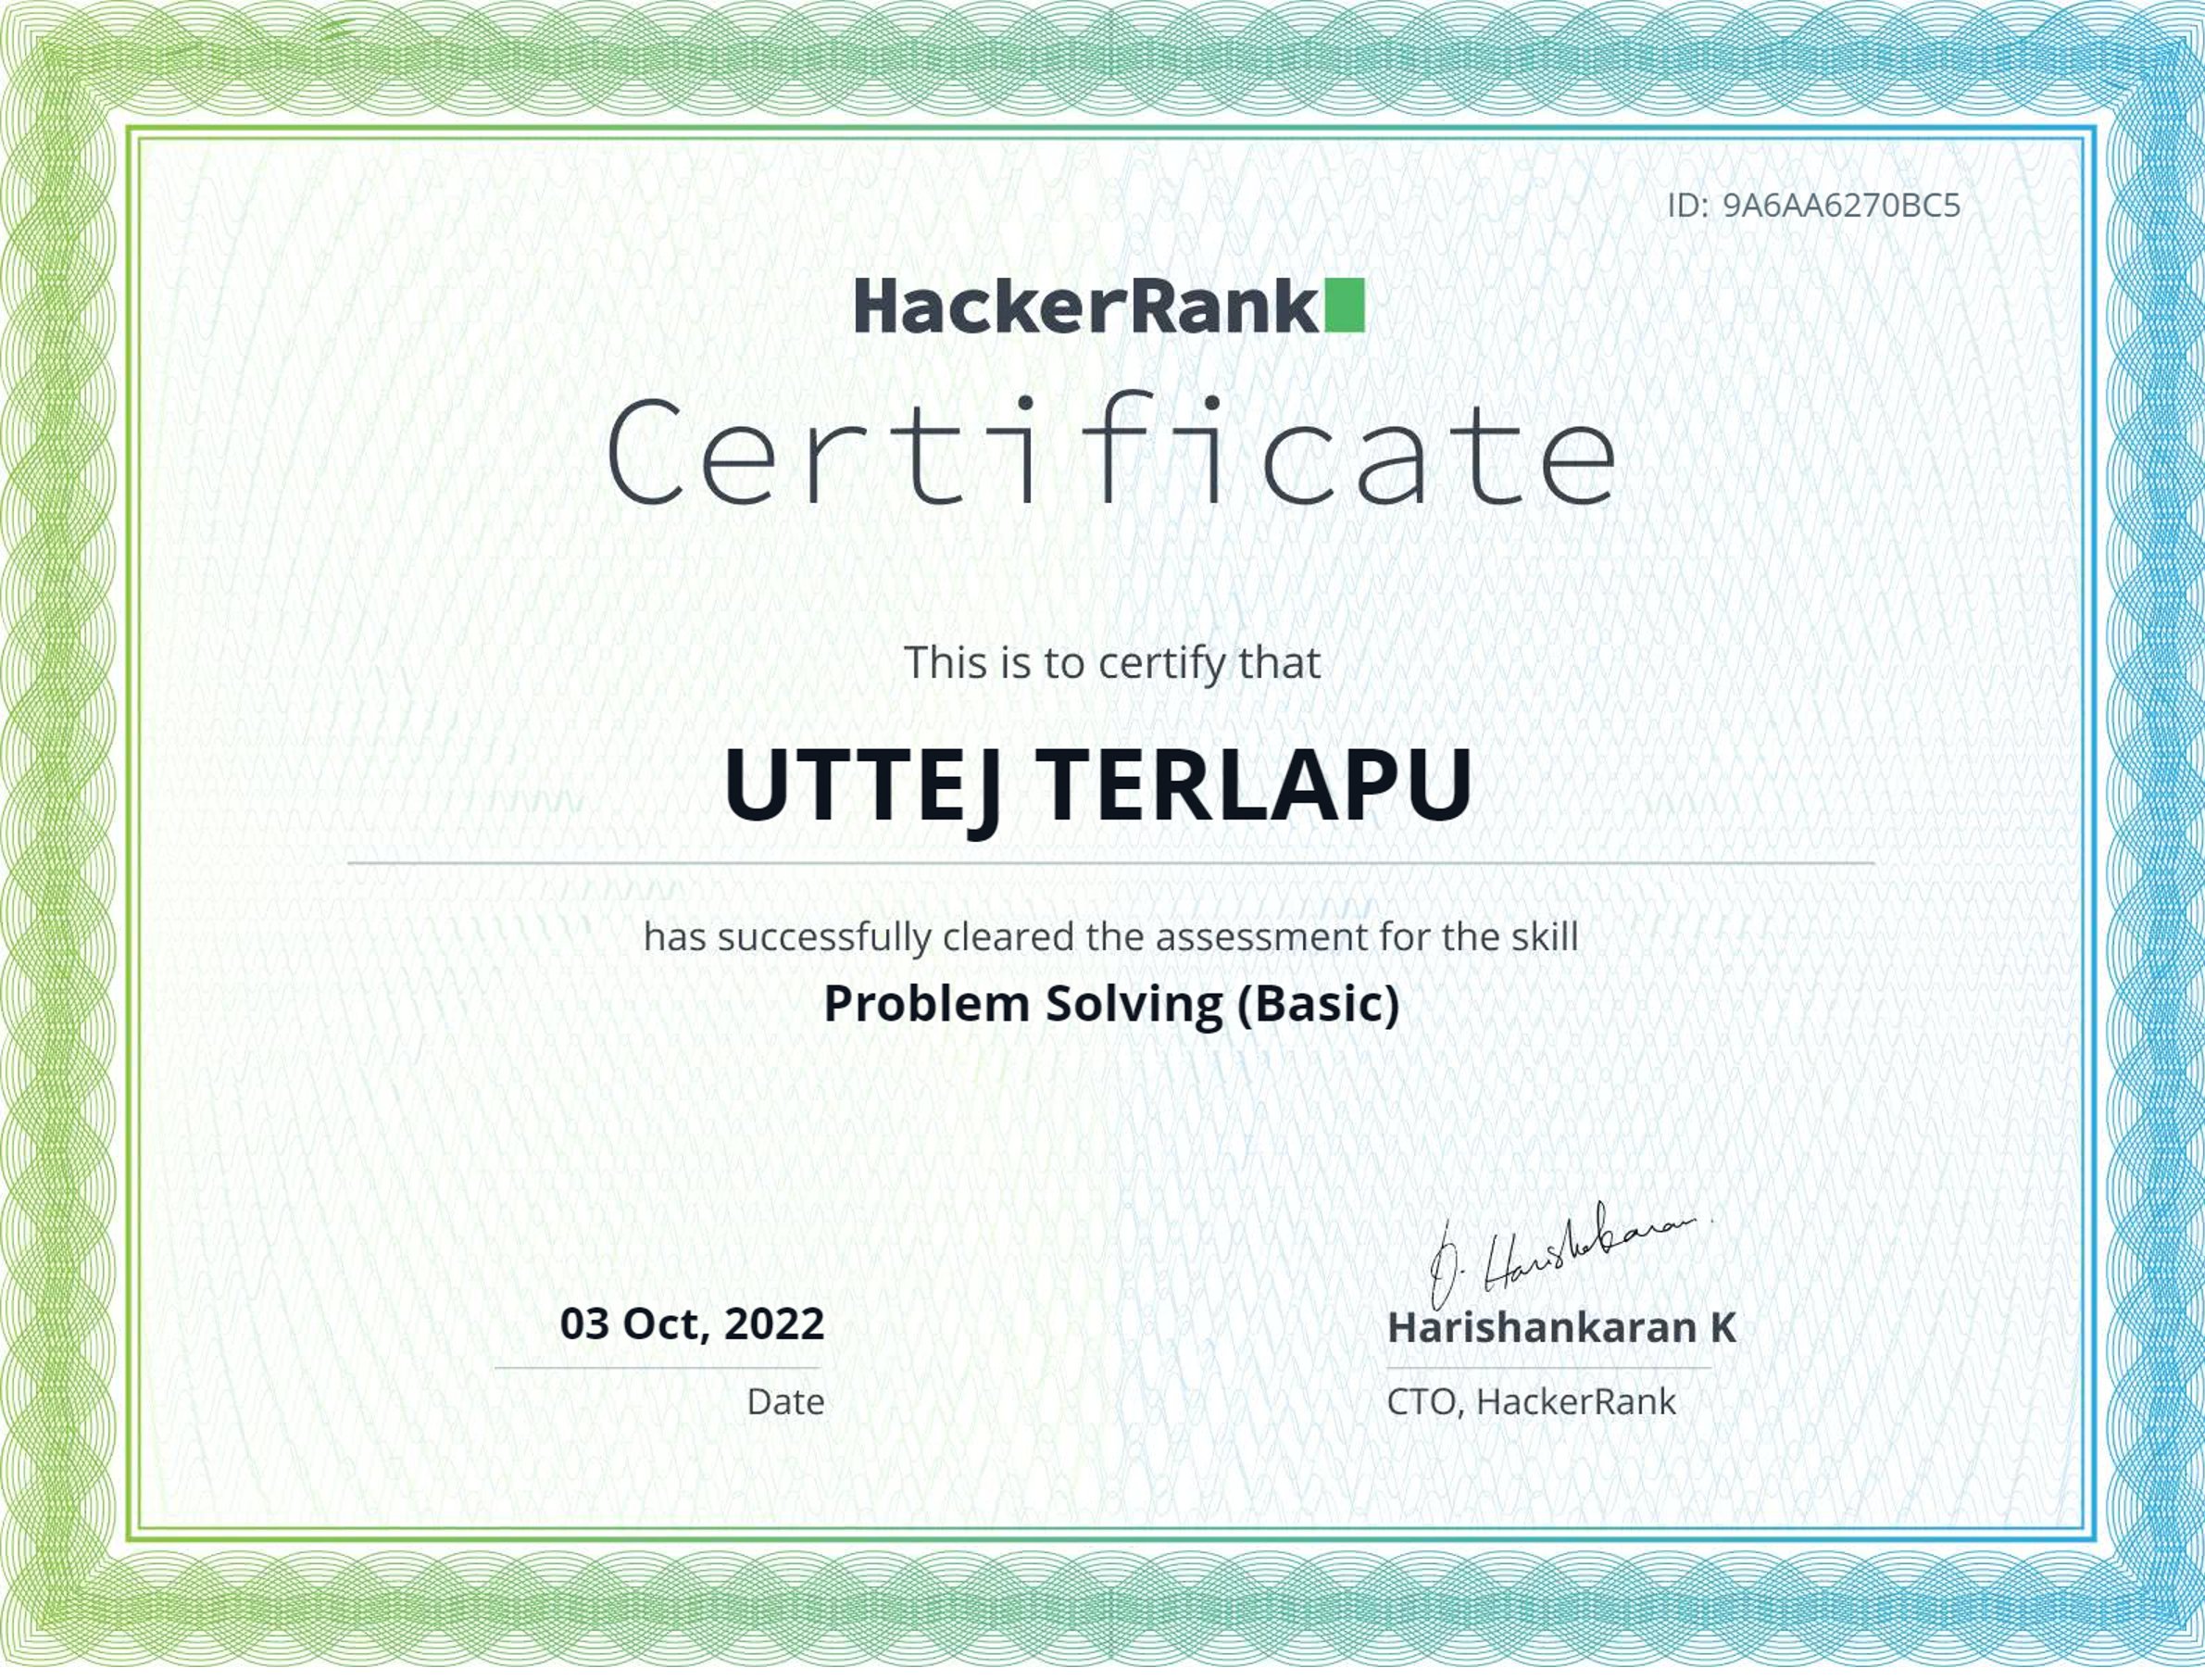 ID: 9A6AA6270BC5
HackerRank
Certificate
This is to certify that
UTTEJ TERLAPU
has successfully cleared the assessment for the skill
Problem Solving (Basic)
03 Oct, 2022
Date
Harishankaran K
CTO, HackerRank